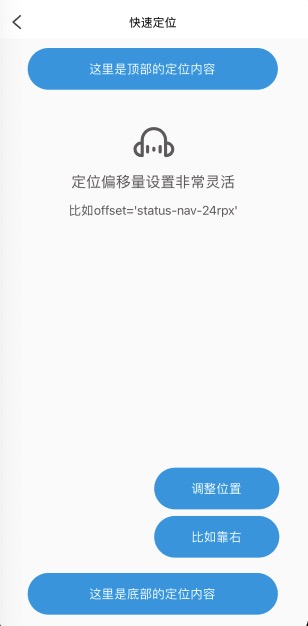 快速定位
这里是顶部的定位内容
定位偏移量设置非常灵活
比如offset='status-nav-24rpx'
调整位置
比如靠右
这里是底部的定位内容